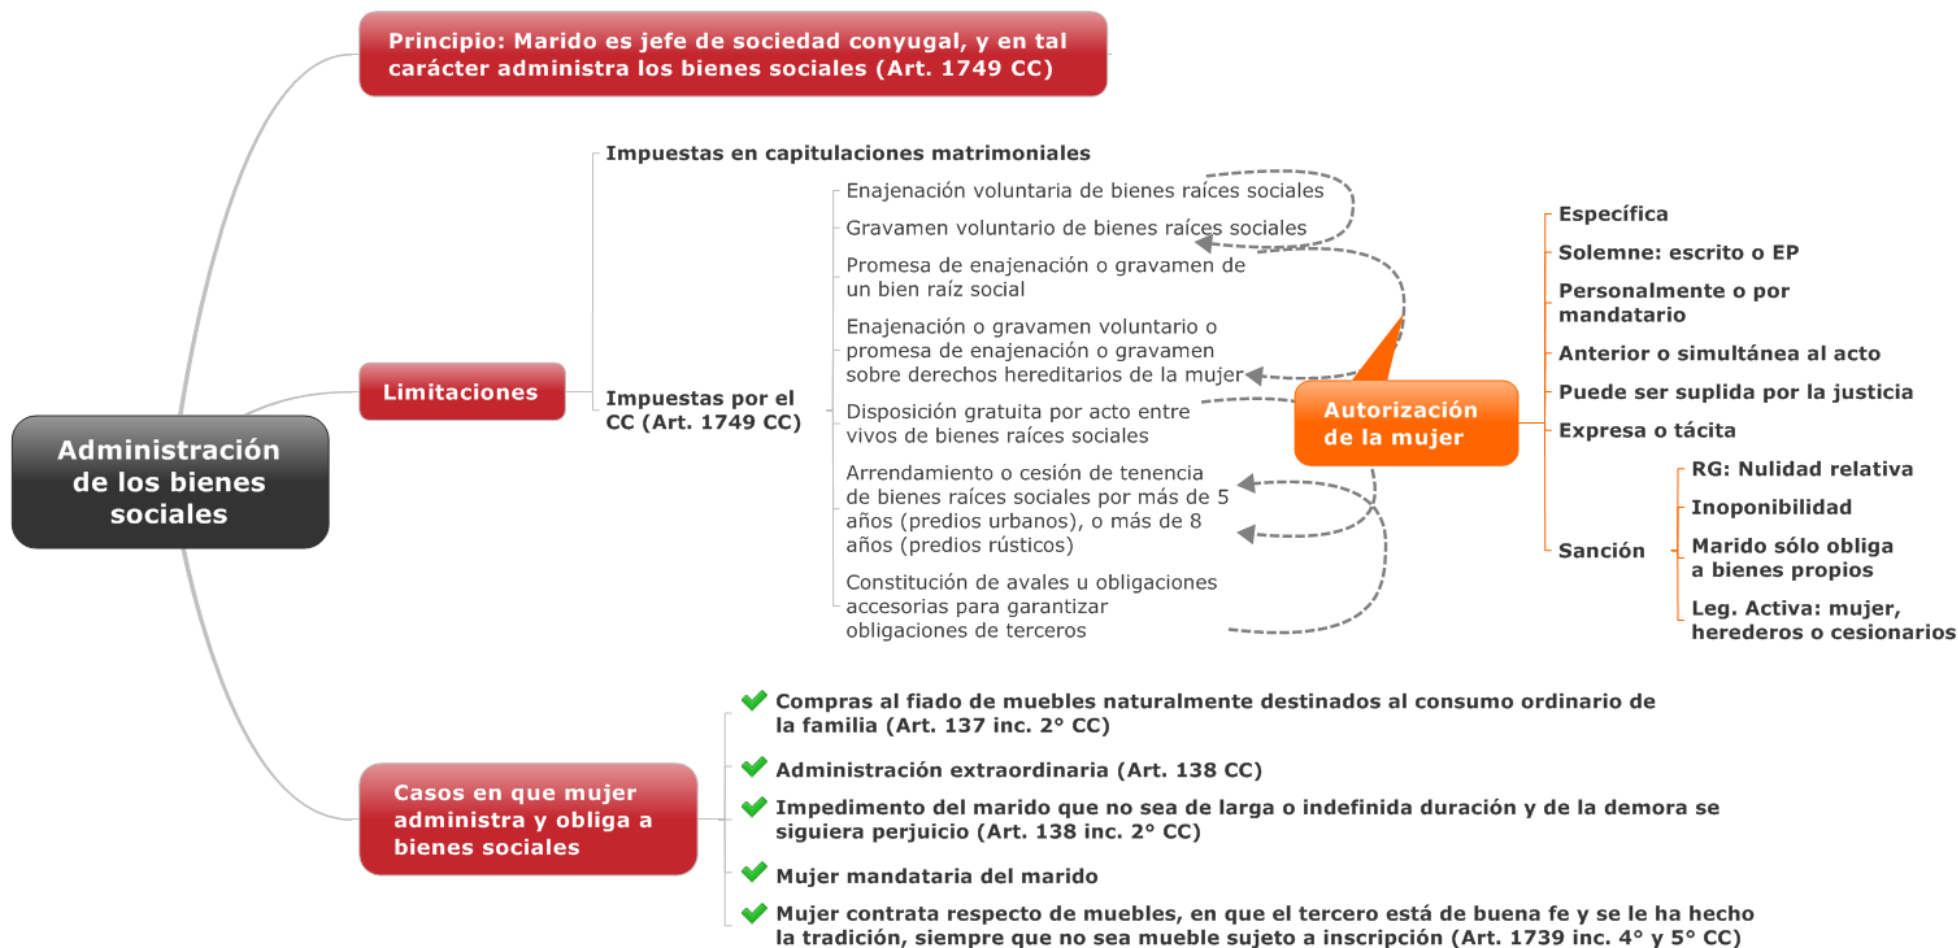 Principio: Marido es jefe de sociedad conyugal, y en tal
carácter administra los bienes sociales (Art. 1749 CC)
Administración
de los bienes
sociales
Limitaciones
Impuestas en capitulaciones matrimoniales
Impuestas por el
CC (Art. 1749 CC)
Enajenación voluntaria de bienes raíces sociales
Gravamen voluntario de bienes raíces sociales
Promesa de enajenación o gravamen de
un bien raíz social
Enajenación o gravamen voluntario o
promesa de enajenación o gravamen
sobre derechos hereditarios de la mujer
Disposición gratuita por acto entre
vivos de bienes raíces sociales
Arrendamiento o cesión de tenencia
de bienes raíces sociales por más de 5
años (predios urbanos), o más de 8
años (predios rústicos)
Constitución de avales u obligaciones
accesorias para garantizar
obligaciones de terceros
Autorización
de la mujer
Específica
Solemne: escrito o EP
Personalmente o por
mandatario
Anterior o simultánea al acto
Puede ser suplida por la justicia
Expresa o tácita
Sanción
RG: Nulidad relativa
Inoponibilidad
Marido sólo obliga
a bienes propios
Leg. Activa: mujer,
herederos o cesionarios
Casos en que mujer
administra y obliga a
bienes sociales
Compras al fiado de muebles naturalmente destinados al consumo ordinario de
la familia (Art. 137 inc. 2° CC)
Administración extraordinaria (Art. 138 CC)
Impedimento del marido que no sea de larga o indefinida duración y de la demora se
siguiera perjuicio (Art. 138 inc. 2° CC)
Mujer mandataria del marido
Mujer contrata respecto de muebles, en que el tercero está de buena fe y se le ha hecho
la tradición, siempre que no sea mueble sujeto a inscripción (Art. 1739 inc. 4° y 5° CC)